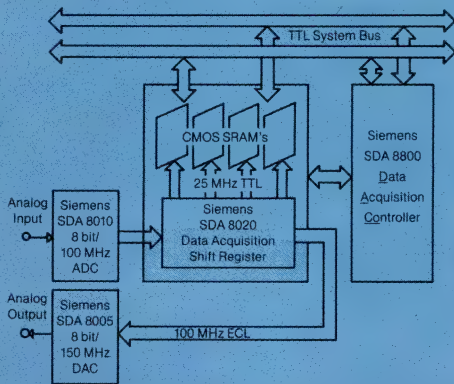 TTL System Bus
CMOS SRAM's
25 MHz TTL
Siemens
SDA 8800
Data
Acquisition
Controller
Analog
Input
Siemens
SDA 8010
8 bit/
100 MHz
ADC
Siemens
SDA 8020
Data Acquisition
Shift Register
Analog
Output
Siemens
SDA 8005
8 bit/
150 MHz
DAC
100 MHz ECL